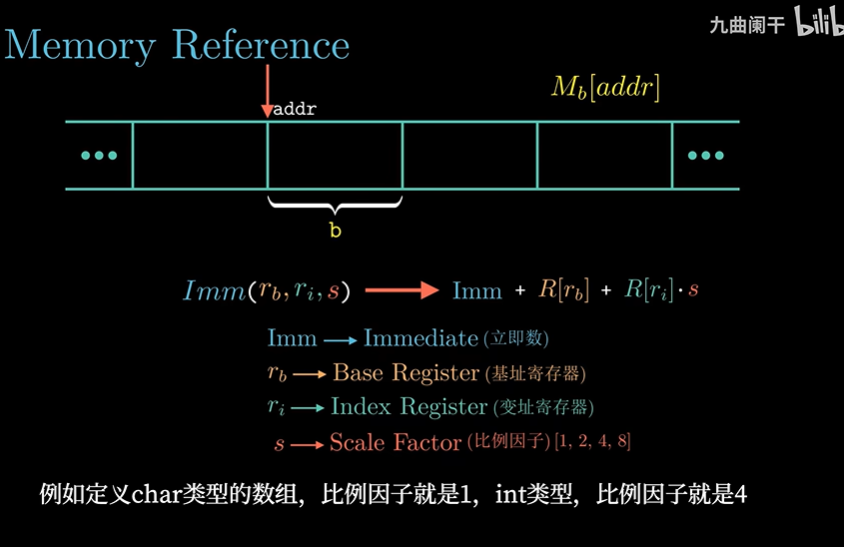 九曲阑干 bilib
Memory Reference
addr
M_b[addr]
b
Imm(r_b, r_i, s) → Imm + R[r_b] + R[r_i]·s
Imm → Immediate (立即数)
r_b → Base Register (基址寄存器)
r_i → Index Register (变址寄存器)
s → Scale Factor (比例因子) [1, 2, 4, 8]
例如定义char类型的数组，比例因子就是1，int类型，比例因子就是4